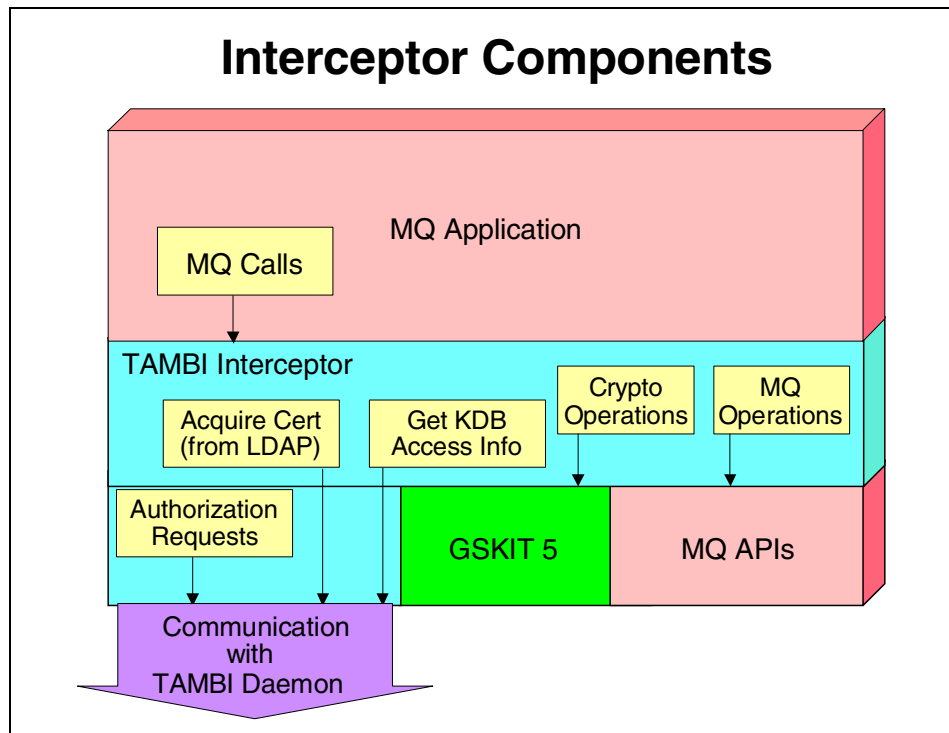 Interceptor Components
MQ Application
MQ Calls
TAMBI Interceptor
Acquire Cert
(from LDAP)
Get KDB
Access Info
Crypto
Operations
MQ
Operations
Authorization
Requests
GSKIT 5
MQ APIs
Communication
with
TAMBI Daemon